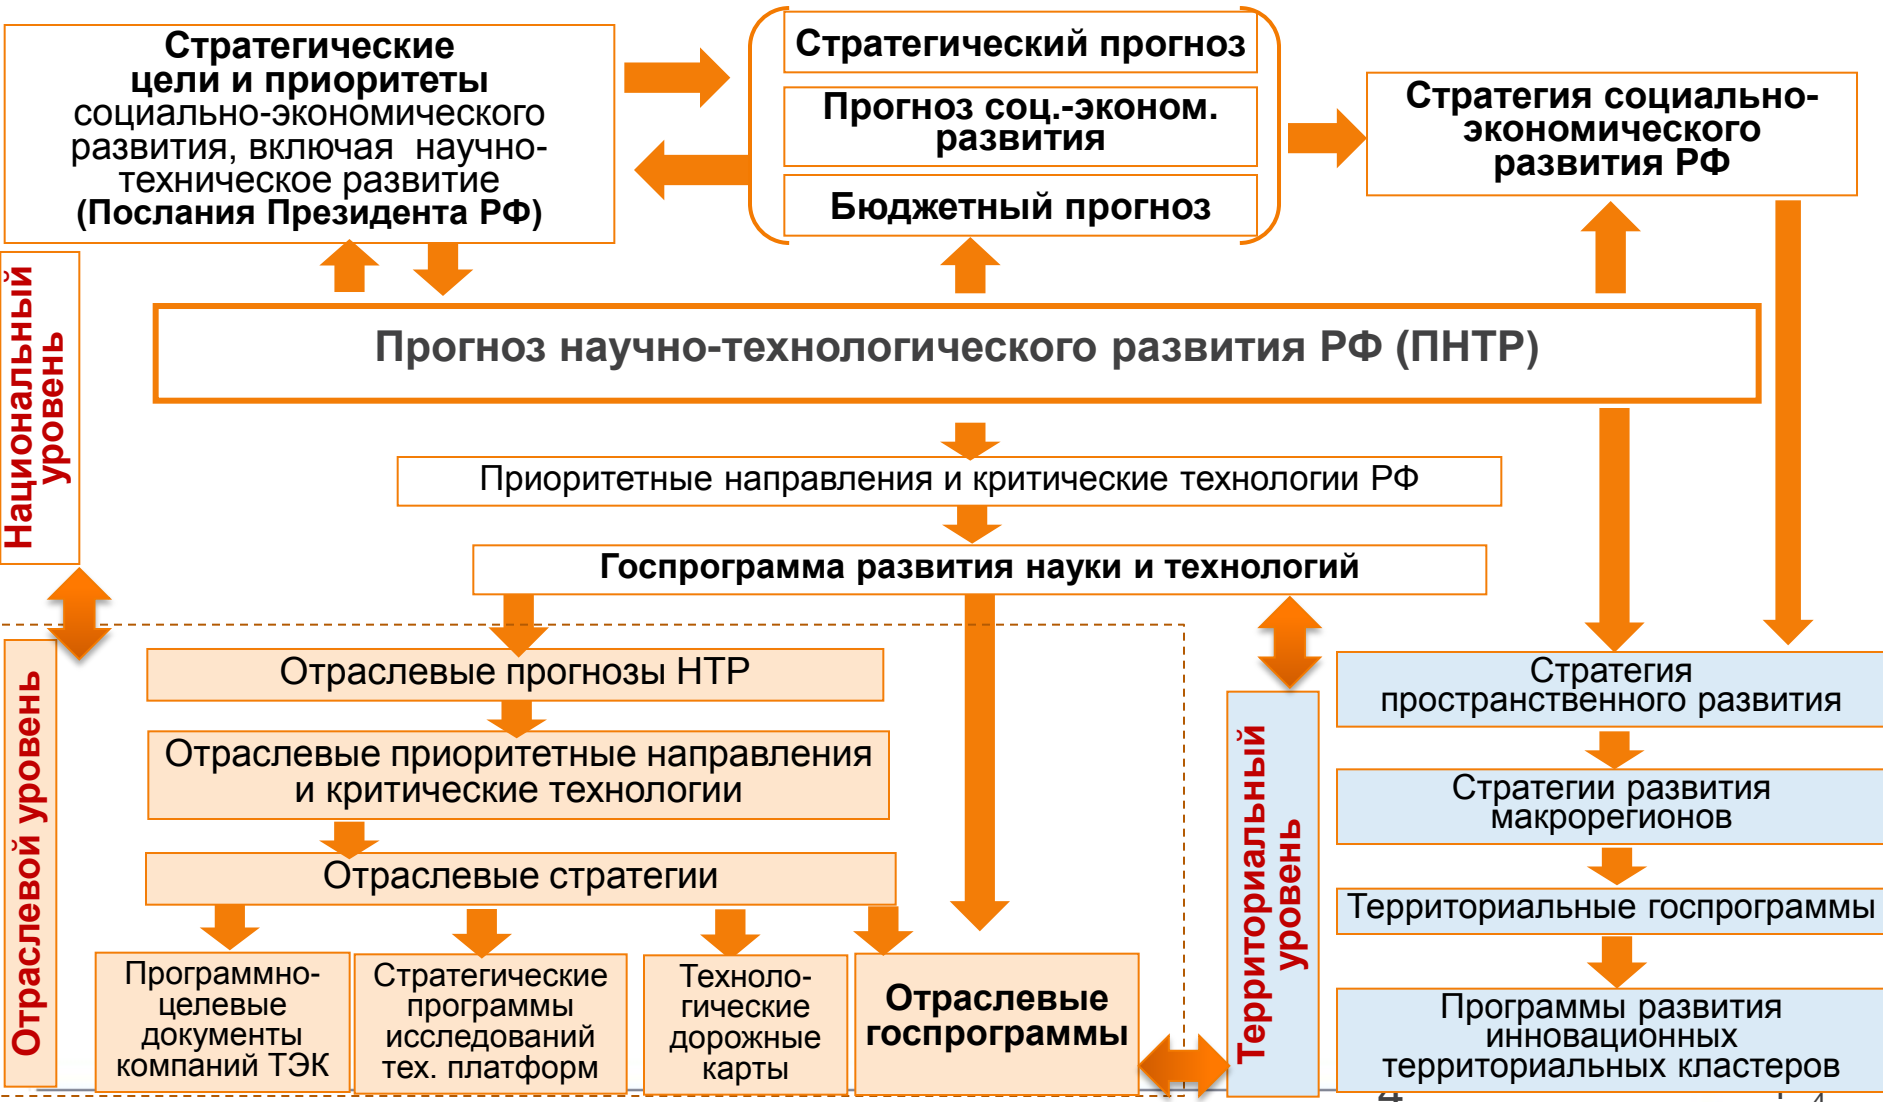 Стратегические
цели и приоритеты
социально-экономического
развития, включая научно-
техническое развитие
(Послания Президента РФ)
Стратегический прогноз
Прогноз соц.-эконом.
развития
Бюджетный прогноз
Стратегия социально-
экономического
развития РФ
Национальный
уровень
Прогноз научно-технологического развития РФ (ПНТР)
Приоритетные направления и критические технологии РФ
Госпрограмма развития науки и технологий
Отраслевой уровень
Отраслевые прогнозы НТР
Отраслевые приоритетные направления
и критические технологии
Отраслевые стратегии
Программно-
целевые
документы
компаний ТЭК
Стратегические
программы
исследований
тех. платформ
Техноло-
гические
дорожные
карты
Отраслевые
госпрограммы
Территориальный
уровень
Стратегия
пространственного развития
Стратегии развития
макрорегионов
Территориальные госпрограммы
Программы развития
инновационных
территориальных кластеров
4
4